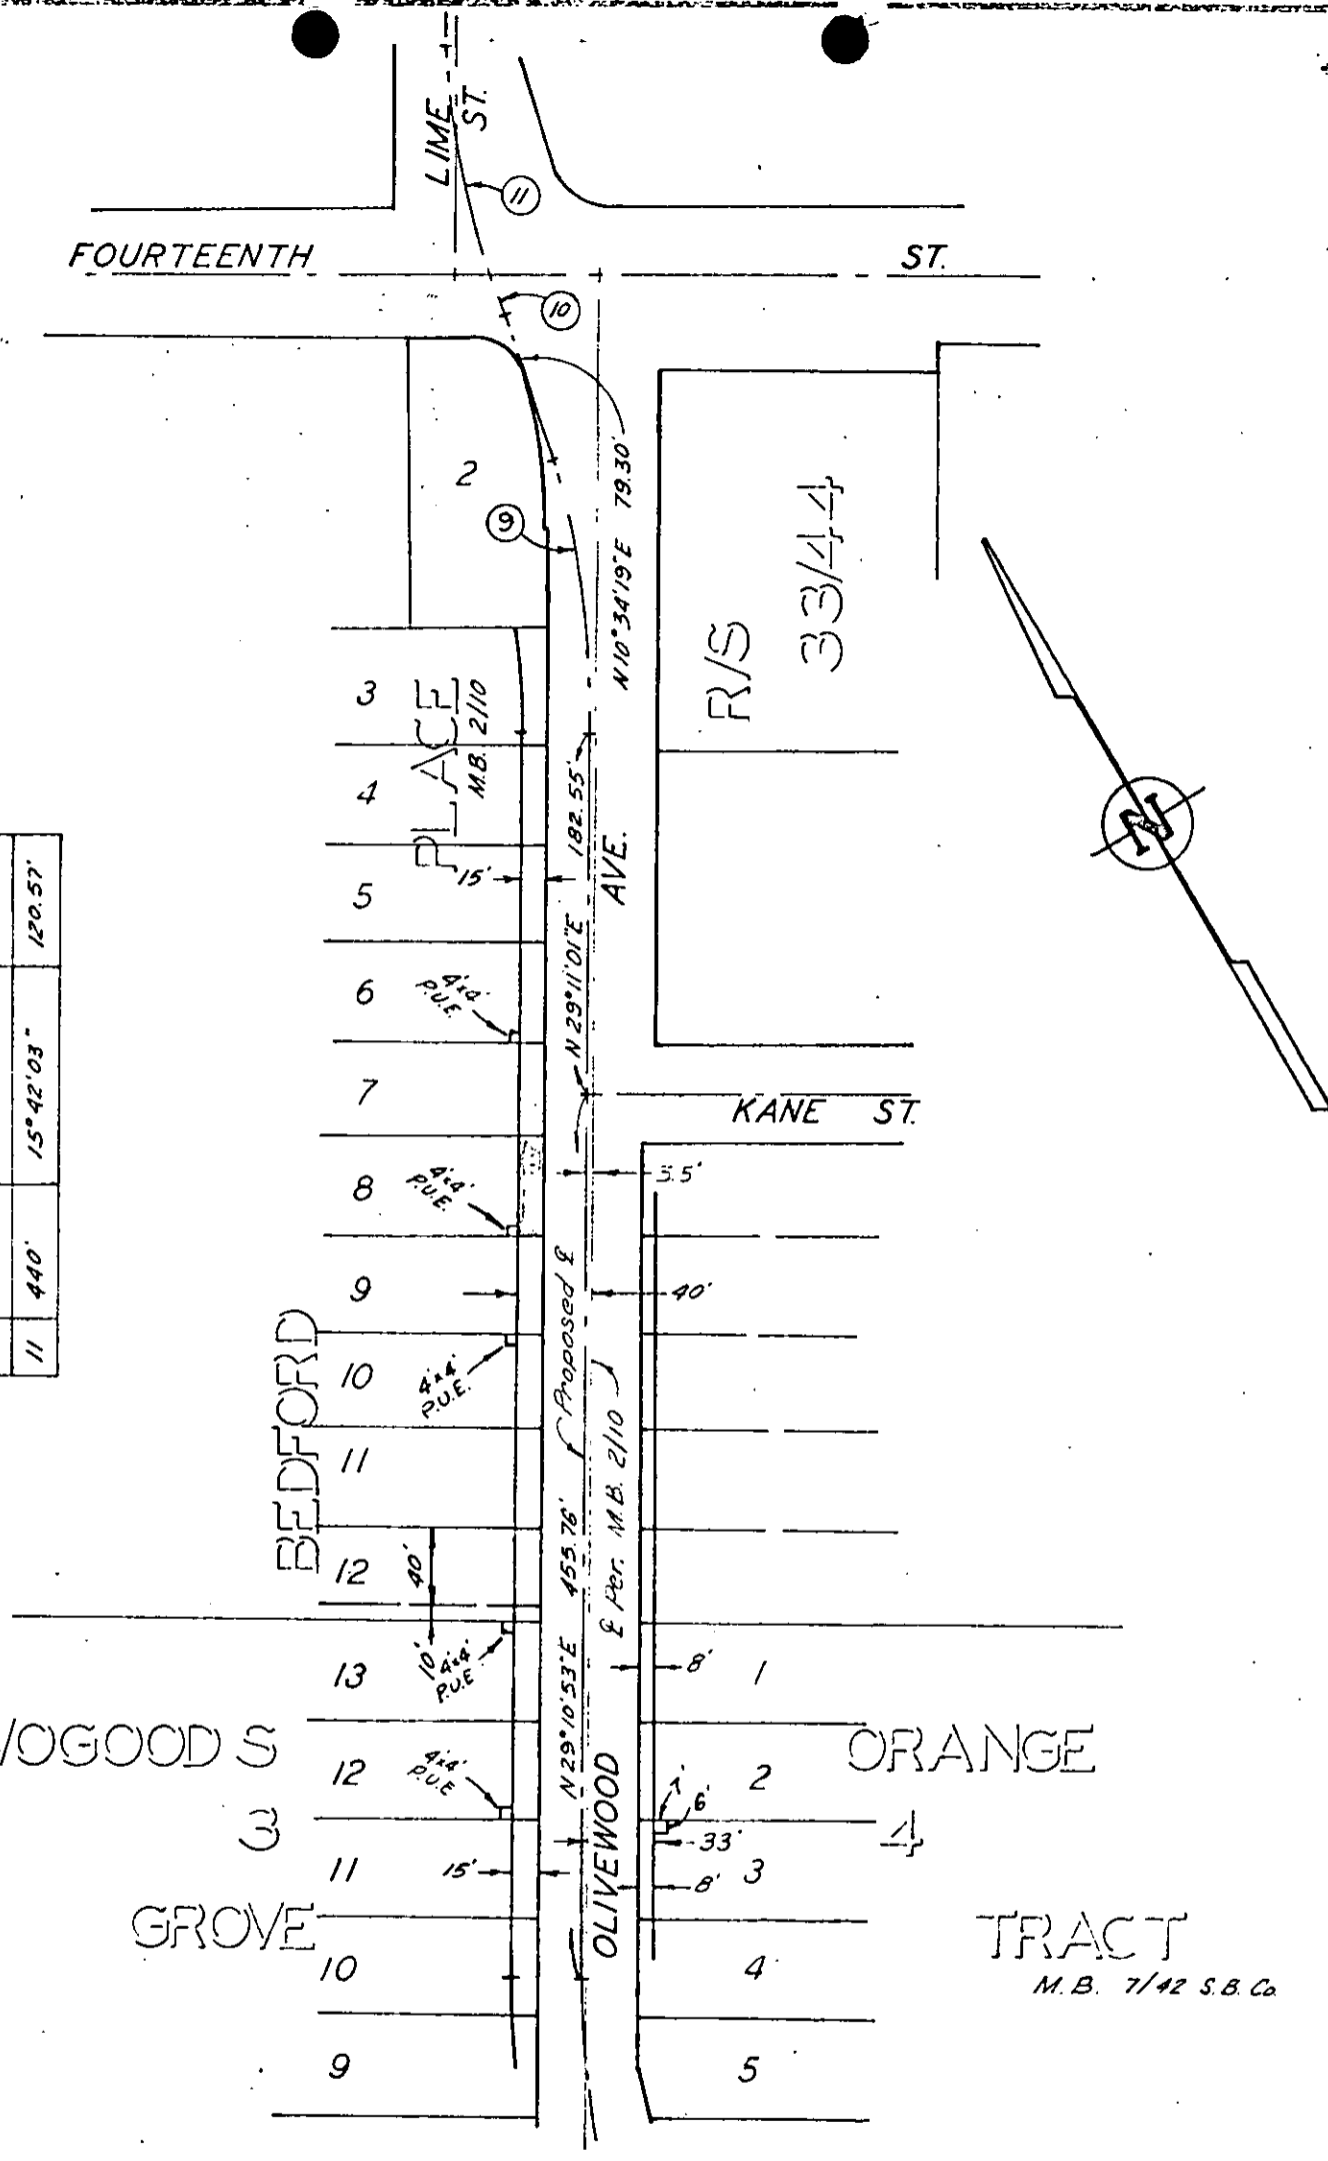 LIME ST.
11
FOURTEENTH ST.
10
2
9
N10°34'19"E 79.30'
33/44
R/S
3
PLACE
M.B. 2/10
4
182.55'
AVE.
15'
5
120.57'
15°42'03"
440'
11
N29°11'01"E
6
4'x4'
P.U.E.
N
7
KANE ST.
3.5'
8
4'x4'
P.U.E.
9
40'
Proposed ℄
BEDFORD
10
4'x4'
P.U.E.
℄ Per. M.B. 2/10
11
N29°10'53"E 455.76'
12
40'
10'
13
4'x4'
P.U.E.
8'
1
OGOODS
ORANGE
12
4'x4'
P.U.E
2
6'
3
33'
4
11
15'
OLIVEWOOD
8'
3
GROVE
TRACT
10
4
M.B. 7/42 S.B. Co.
9
5